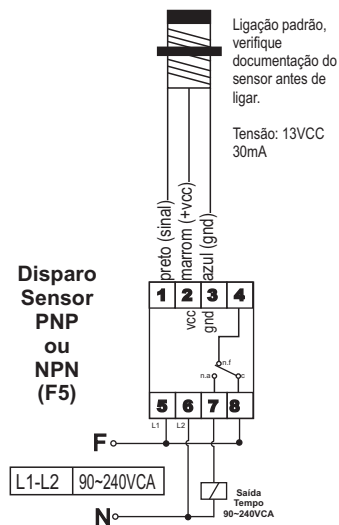 Ligação padrão,
verifique
documentação do
sensor antes de
ligar.
Tensão: 13VCC
30mA
preto (sinal)
marrom (+vcc)
azul (gnd)
Disparo
Sensor
PNP
ou
NPN
(F5)
1 2 3 4
vcc
gnd
n.f
n.a
c
5 6 7 8
L1 L2
F
L1-L2 90~240VCA
Saída
Tempo
90~240VCA
N